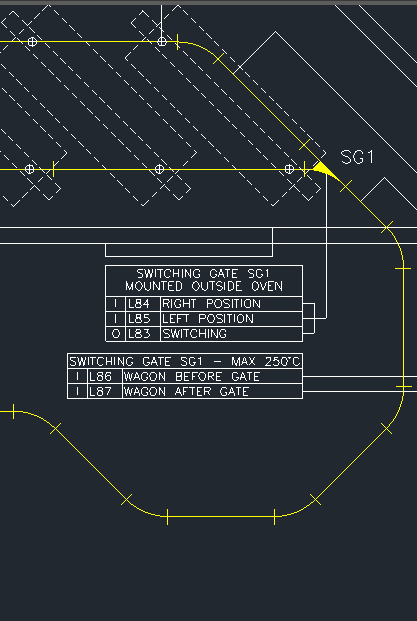 SG1
SWITCHING GATE SG1
MOUNTED OUTSIDE OVEN
I L84 RIGHT POSITION
I L85 LEFT POSITION
O L83 SWITCHING
SWITCHING GATE SG1 - MAX 250°C
I L86 WAGON BEFORE GATE
I L87 WAGON AFTER GATE